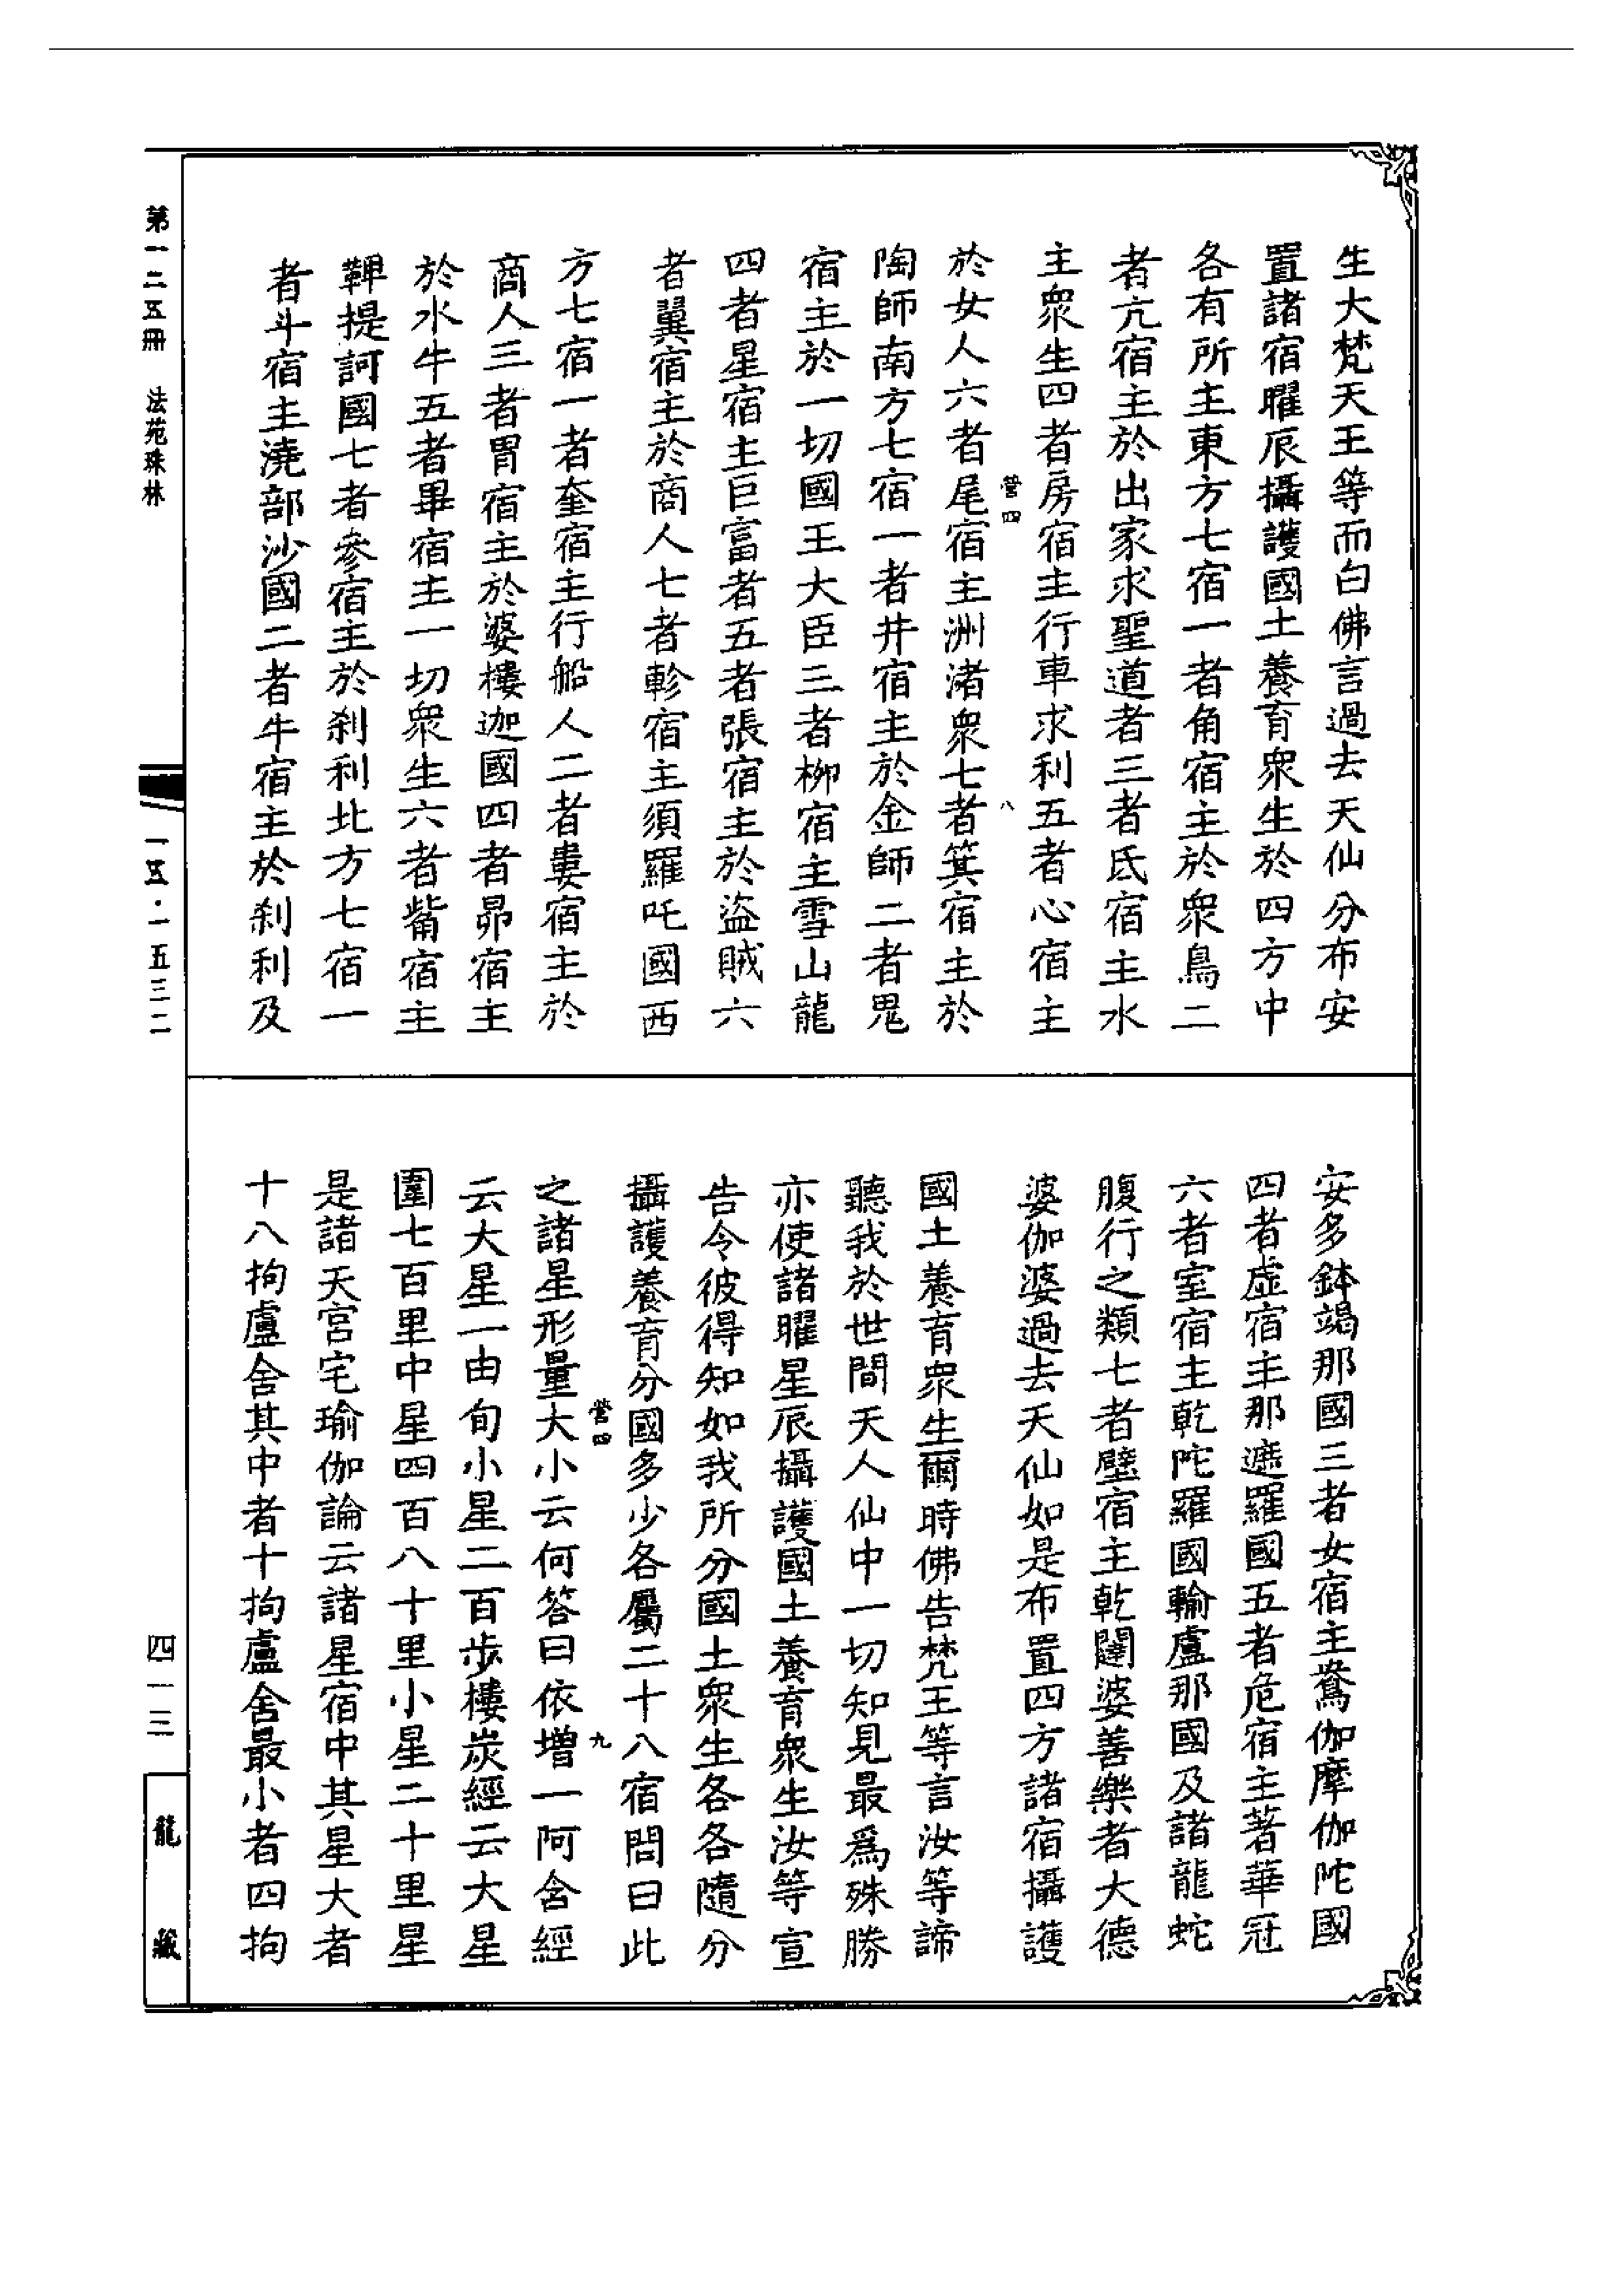 生大梵天王等而白佛言過去天仙分布安
置諸宿曜辰攝護國土養育衆生於四方中
各有所主東方七宿一者角宿主於衆鳥二
者亢宿主於出家求聖道者三者氐宿主水
主衆生四者房宿主行車求利五者心宿主
營四
八
於女人六者尾宿主洲渚衆七者箕宿主於
陶師南方七宿一者井宿主於金師二者鬼
宿主於一切國王大臣三者柳宿主雪山龍
四者星宿主巨富者五者張宿主於盜賊六
者翼宿主於商人七者軫宿主須羅吒國西
方七宿一者奎宿主行船人二者婁宿主於
商人三者胃宿主於婆樓迦國四者昴宿主
於水牛五者畢宿主一切衆生六者觜宿主
鞞提訶國七者參宿主於刹利北方七宿一
者斗宿主澆部沙國二者牛宿主於刹利及
安多鉢竭那國三者女宿主鴦伽摩伽陀國
四者虛宿主那遮羅國五者危宿主著華冠
六者室宿主乾陀羅國輸盧那國及諸龍蛇
腹行之類七者壁宿主乾闥婆善樂者大德
婆伽婆過去天仙如是布置四方諸宿攝護
國土養育衆生爾時佛告梵王等言汝等諦
聽我於世間天人仙中一切知見最爲殊勝
亦使諸曜星辰攝護國土養育衆生汝等宣
告令彼得知如我所分國土衆生各各隨分
攝護養育分國多少各屬二十八宿問曰此
營四
九
之諸星形量大小云何答曰依增一阿含經
云大星一由旬小星二百步樓炭經云大星
圍七百里中星四百八十里小星二十里星
是諸天宮宅瑜伽論云諸星宿中其星大者
十八拘盧舍其中者十拘盧舍最小者四拘
第一二五冊　法苑珠林
一五·一五三二
四一三
龍藏